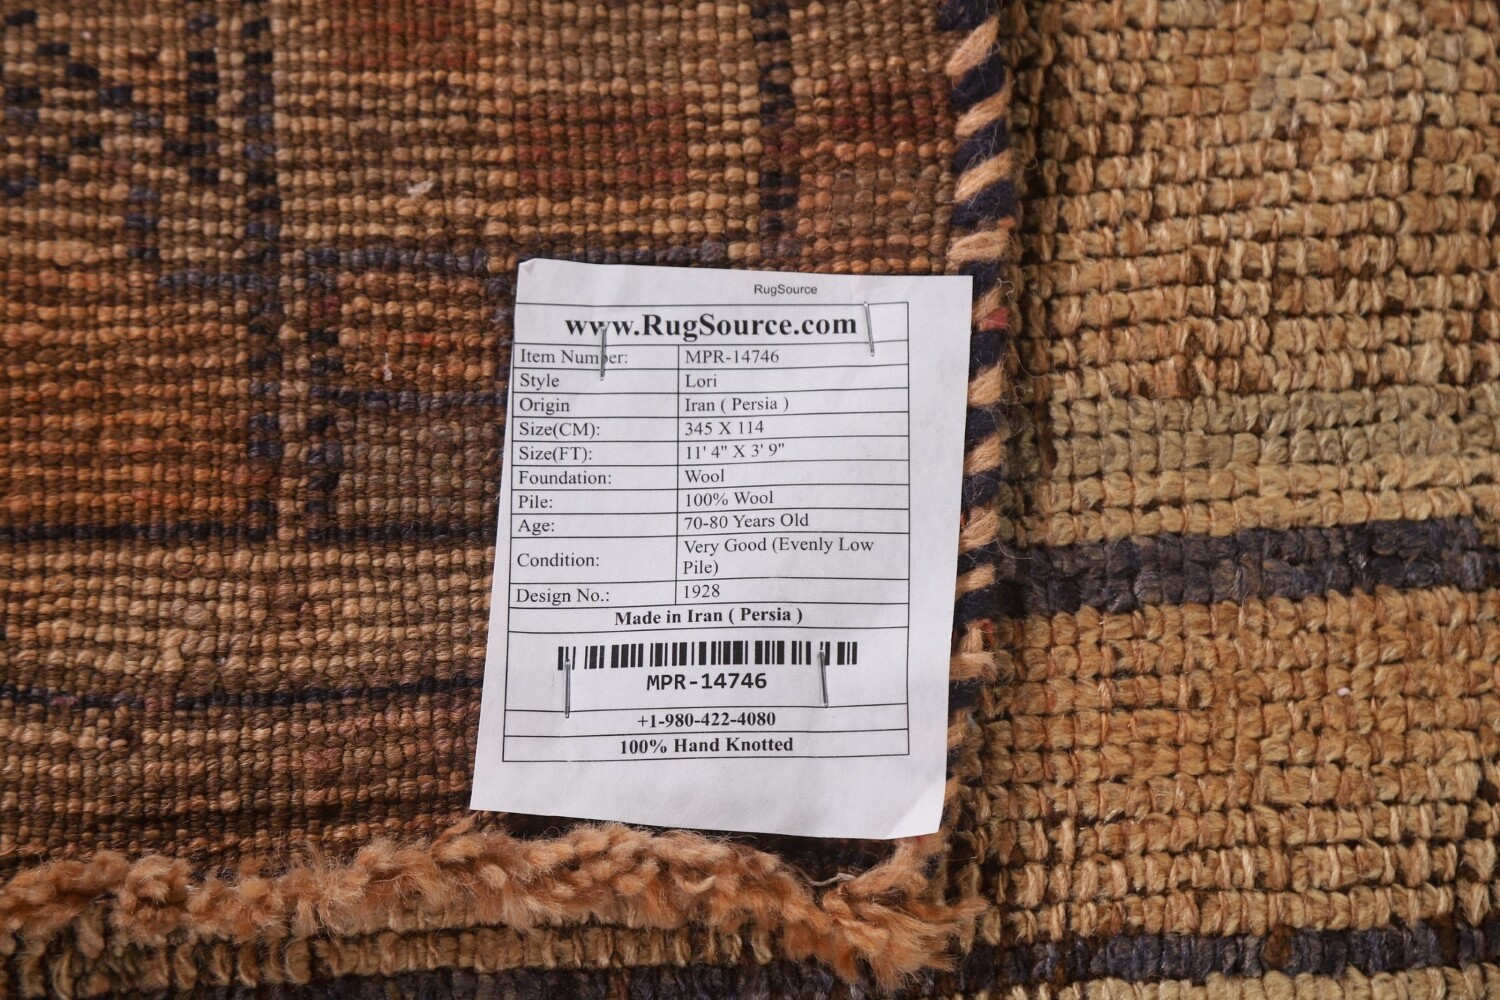 RugSource
www.RugSource.com
Item Number: MPR-14746
Style Lori
Origin Iran ( Persia )
Size(CM): 345 X 114
Size(FT): 11' 4" X 3' 9"
Foundation: Wool
Pile: 100% Wool
Age: 70-80 Years Old
Condition: Very Good (Evenly Low
Pile)
Design No.: 1928
Made in Iran ( Persia )
MPR-14746
+1-980-422-4080
100% Hand Knotted